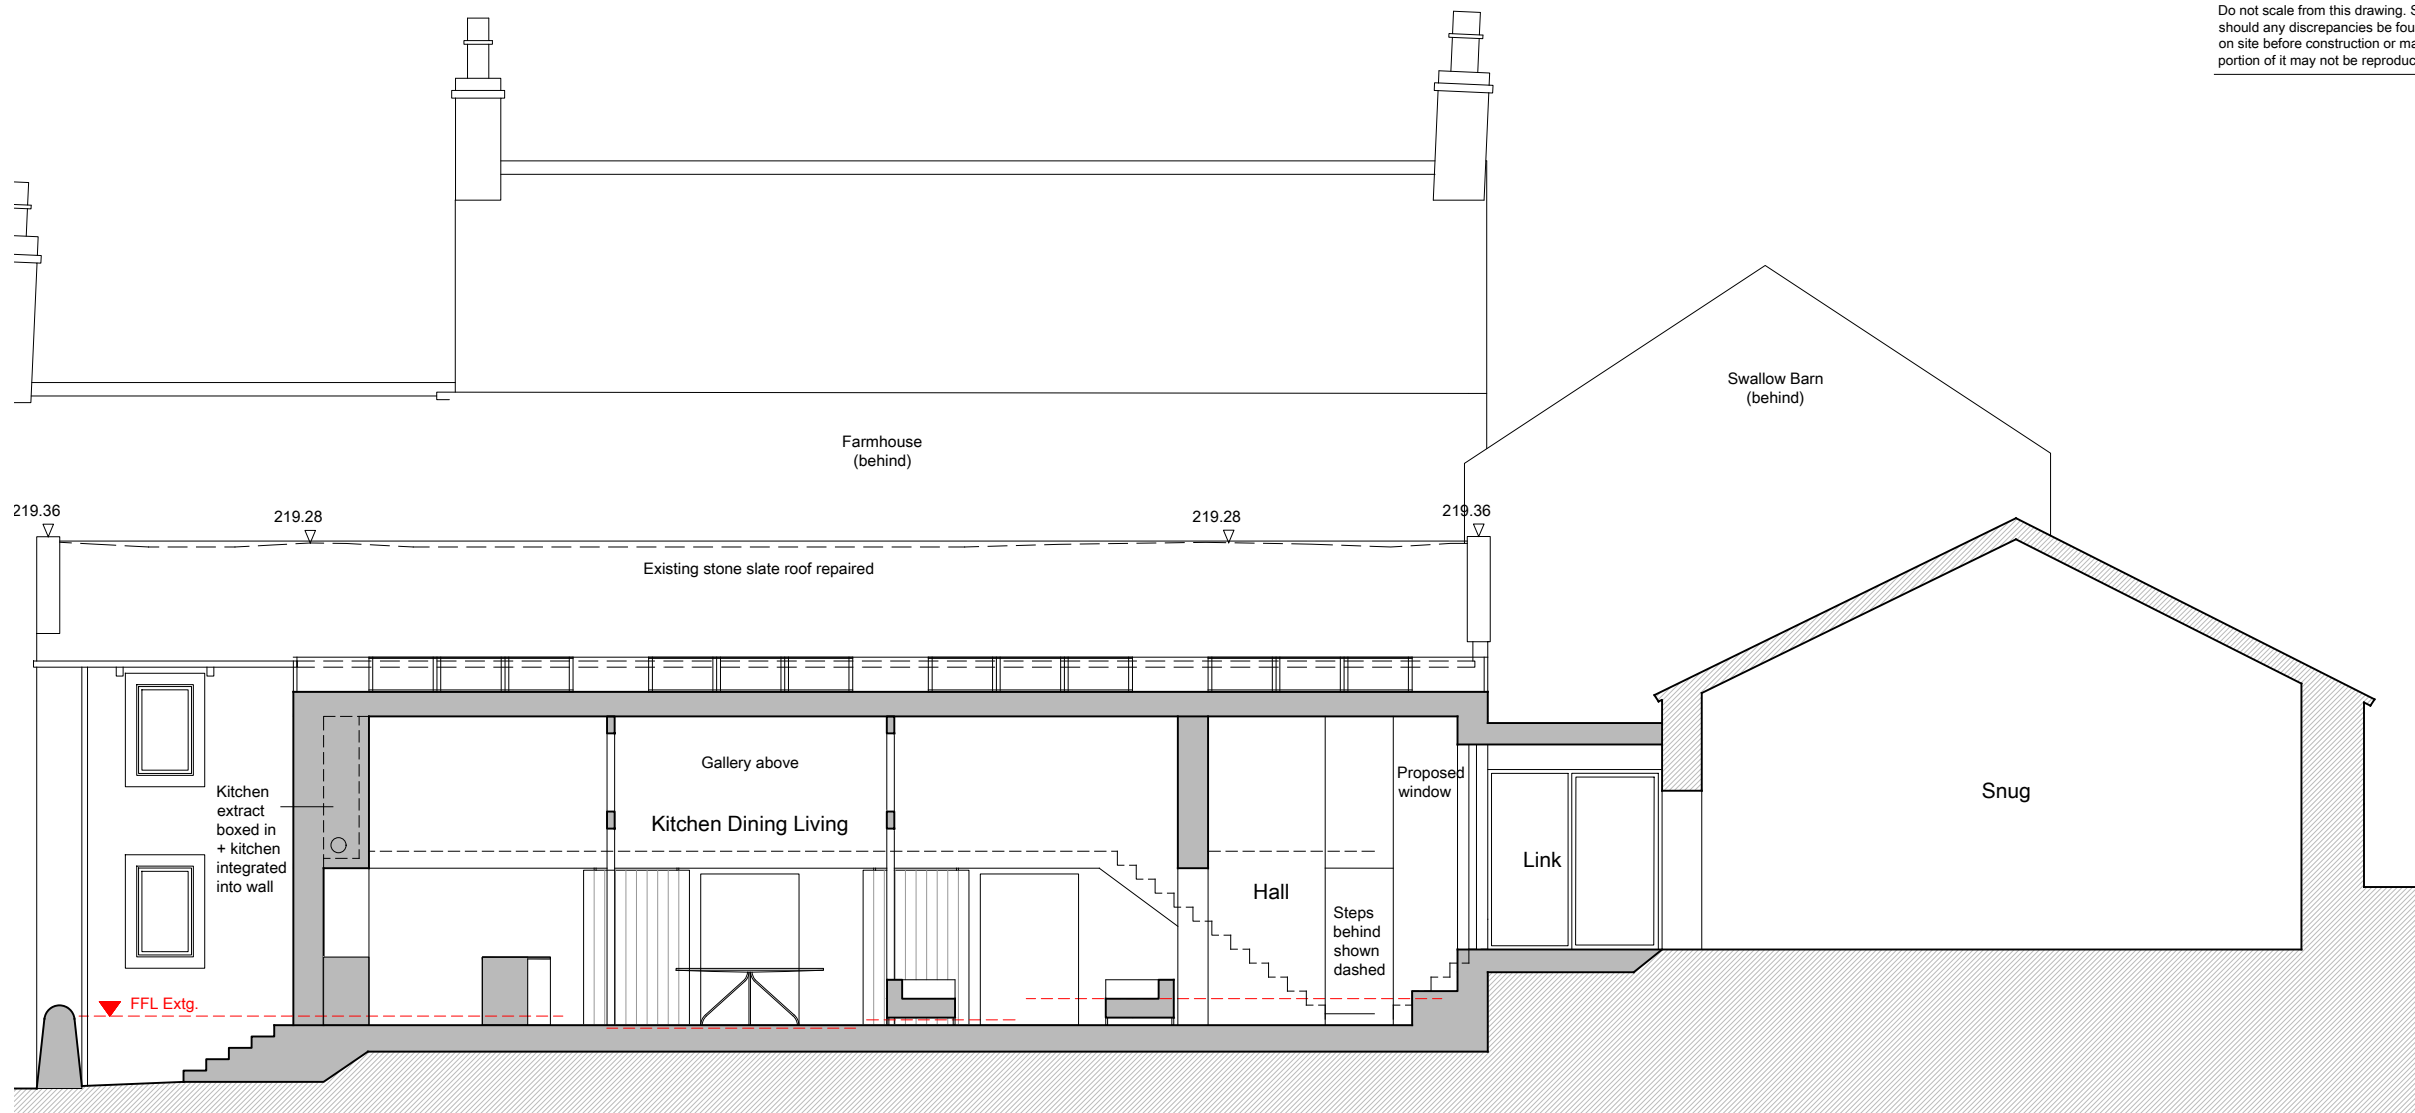 Do not scale from this drawing.
should any discrepancies be
on site before construction or
portion of it may not be
Swallow Barn
(behind)
Farmhouse
(behind)
219.36
219.28
219.28
219.36
Existing stone slate roof repaired
Gallery above
Kitchen Dining Living
Kitchen
extract
boxed in
+ kitchen
integrated
into wall
Proposed
window
Snug
Link
Hall
Steps
behind
shown
dashed
FFL Extg.